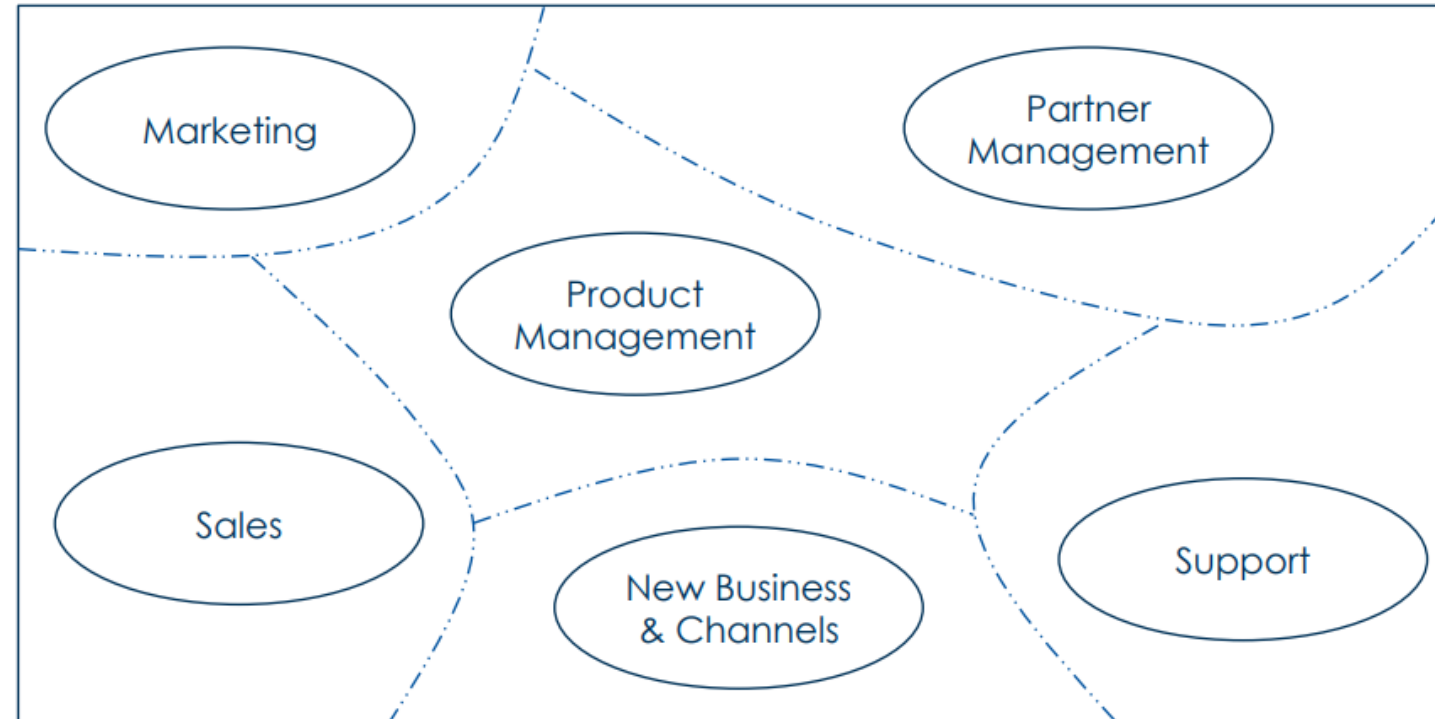 Marketing
Partner
Management
Product
Management
Sales
New Business
& Channels
Support